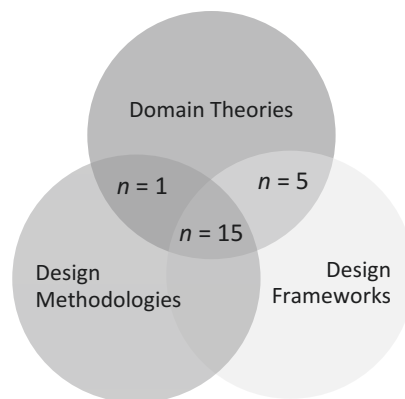 Domain Theories
n = 1
n = 5
n = 15
Design
Methodologies
Design
Frameworks